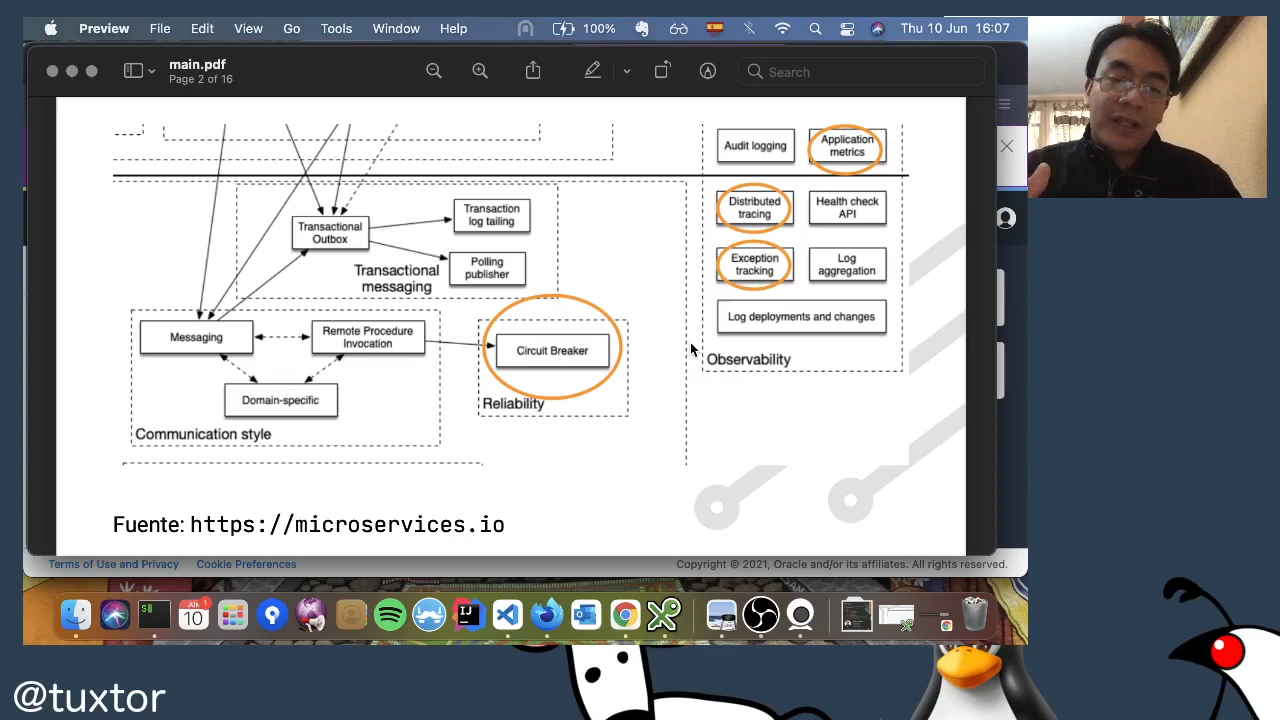 Preview File Edit View Go Tools Window Help 100% Thu 10 Jun 16:07
main.pdf
Page 2 of 16
Search
Audit logging
Application
metrics
Distributed
tracing
Health check
API
Exception
tracking
Log
aggregation
Log deployments and changes
Observability
Transactional
Outbox
Transaction
log tailing
Polling
publisher
Transactional
messaging
Messaging
Remote Procedure
Invocation
Domain-specific
Communication style
Circuit Breaker
Reliability
Fuente: https://microservices.io
Terms of Use and Privacy Cookie Preferences Copyright © 2021, Oracle and/or its affiliates. All rights reserved.
JUN
10
1
$
IJ
@tuxtor